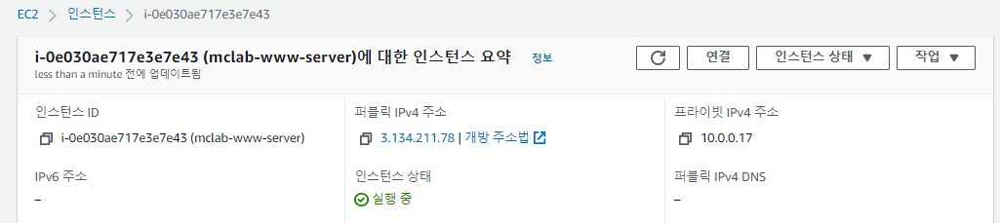 EC2 > 인스턴스 > i-0e030ae717e3e7e43
i-0e030ae717e3e7e43 (mclab-www-server)에 대한 인스턴스 요약 정보
less than a minute 전에 업데이트됨
연결 인스턴스 상태 작업
인스턴스 ID
i-0e030ae717e3e7e43 (mclab-www-server)
퍼블릭 IPv4 주소
3.134.211.78 | 개방 주소법
프라이빗 IPv4 주소
10.0.0.17
IPv6 주소
–
인스턴스 상태
실행 중
퍼블릭 IPv4 DNS
–